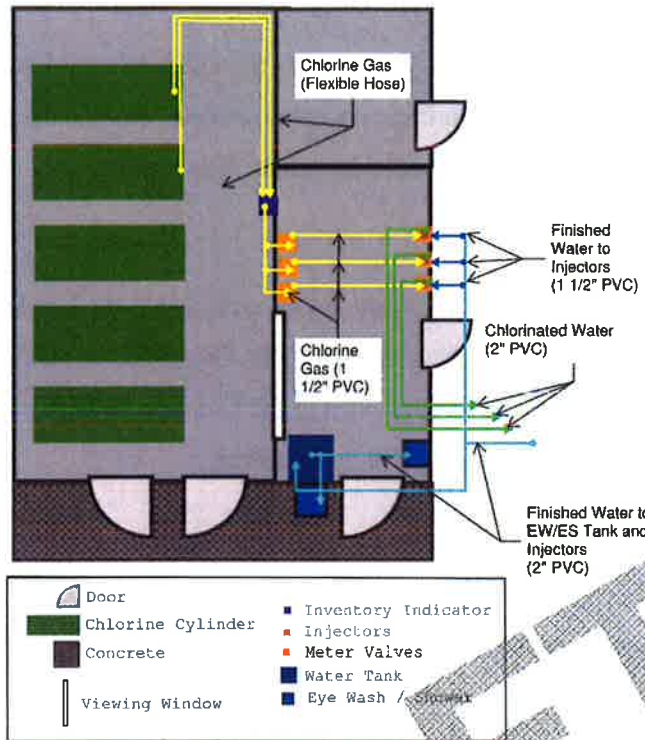 Chlorine Gas
(Flexible Hose)
Finished
Water to
Injectors
(1 1/2" PVC)
Chlorinated Water
(2" PVC)
Chlorine
Gas (1
1/2" PVC)
Finished Water to
EW/ES Tank and
Injectors
(2" PVC)
Door
Chlorine Cylinder
Concrete
Viewing Window
Inventory Indicator
Injectors
Meter Valves
Water Tank
Eye Wash / Shower